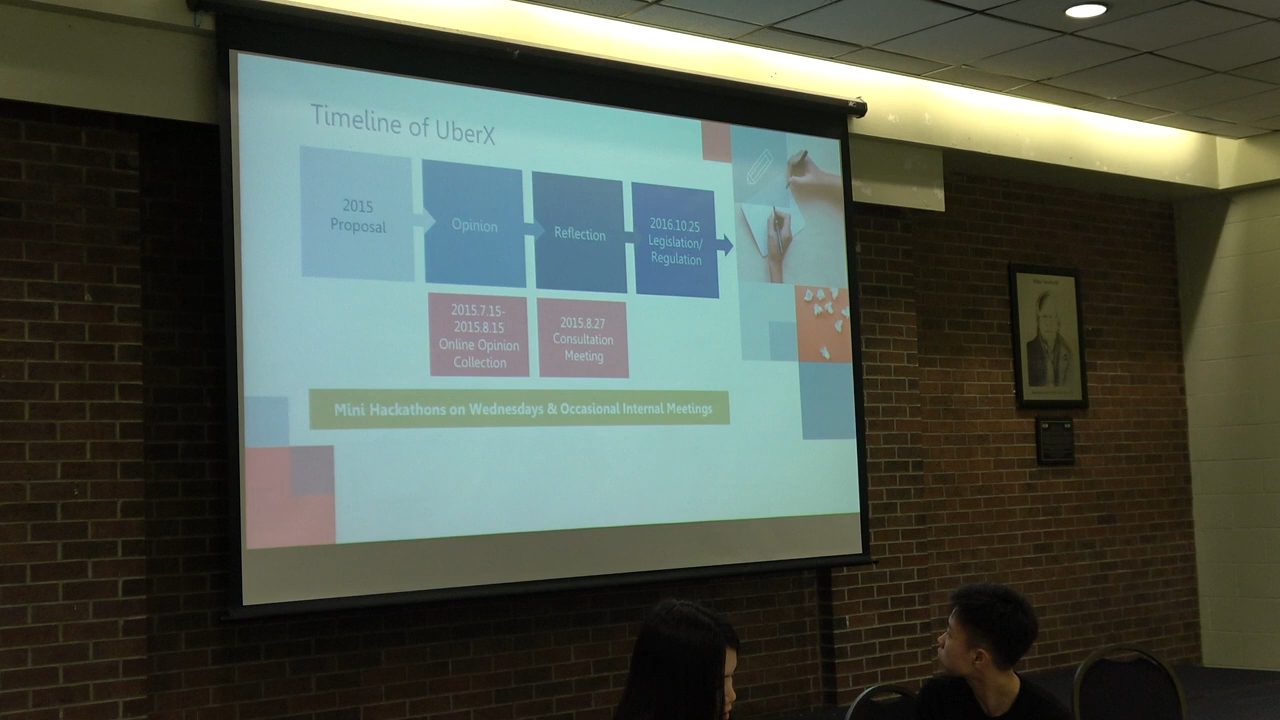 Timeline of UberX
2015
Proposal
Opinion
Reflection
2016.10.25
Legislation/
Regulation
2015.7.15-
2015.8.15
Online Opinion
Collection
2015.8.27
Consultation
Meeting
Mini Hackathons on Wednesdays & Occasional Internal Meetings